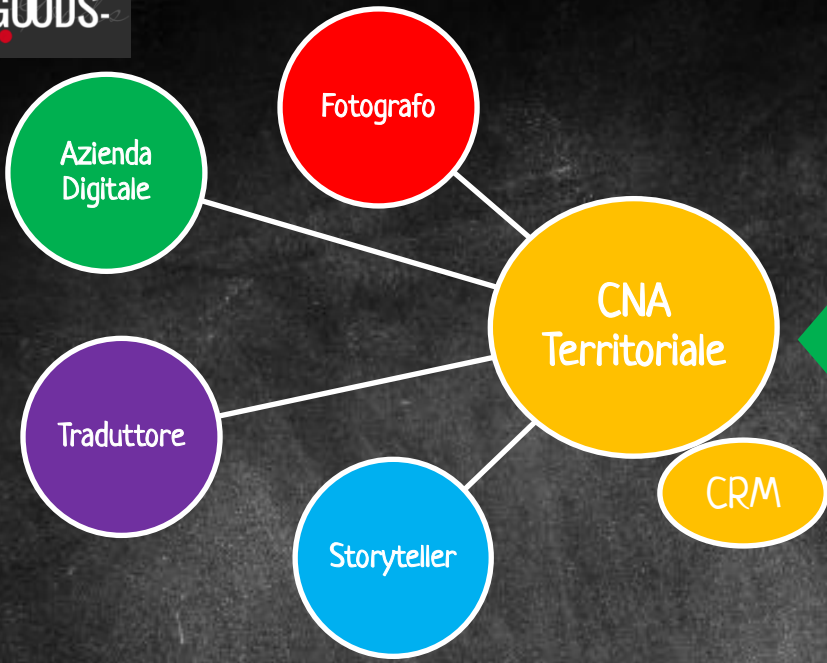 GOODS-
Fotografo
Azienda
Digitale
CNA
Territoriale
Traduttore
CRM
Storyteller